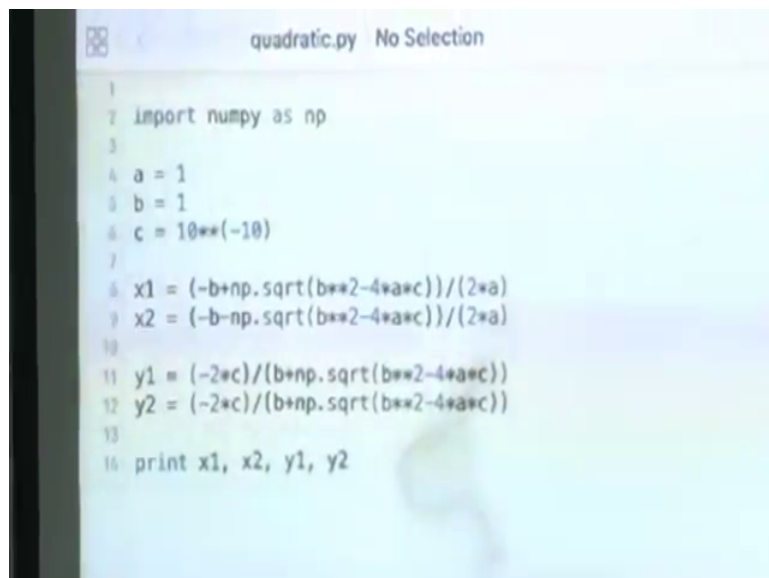 quadratic.py No Selection
1
2 import numpy as np
3
4 a = 1
5 b = 1
6 c = 10**(-10)
7
8 x1 = (-b+np.sqrt(b**2-4*a*c))/(2*a)
9 x2 = (-b-np.sqrt(b**2-4*a*c))/(2*a)
10
11 y1 = (-2*c)/(b+np.sqrt(b**2-4*a*c))
12 y2 = (-2*c)/(b+np.sqrt(b**2-4*a*c))
13
14 print x1, x2, y1, y2